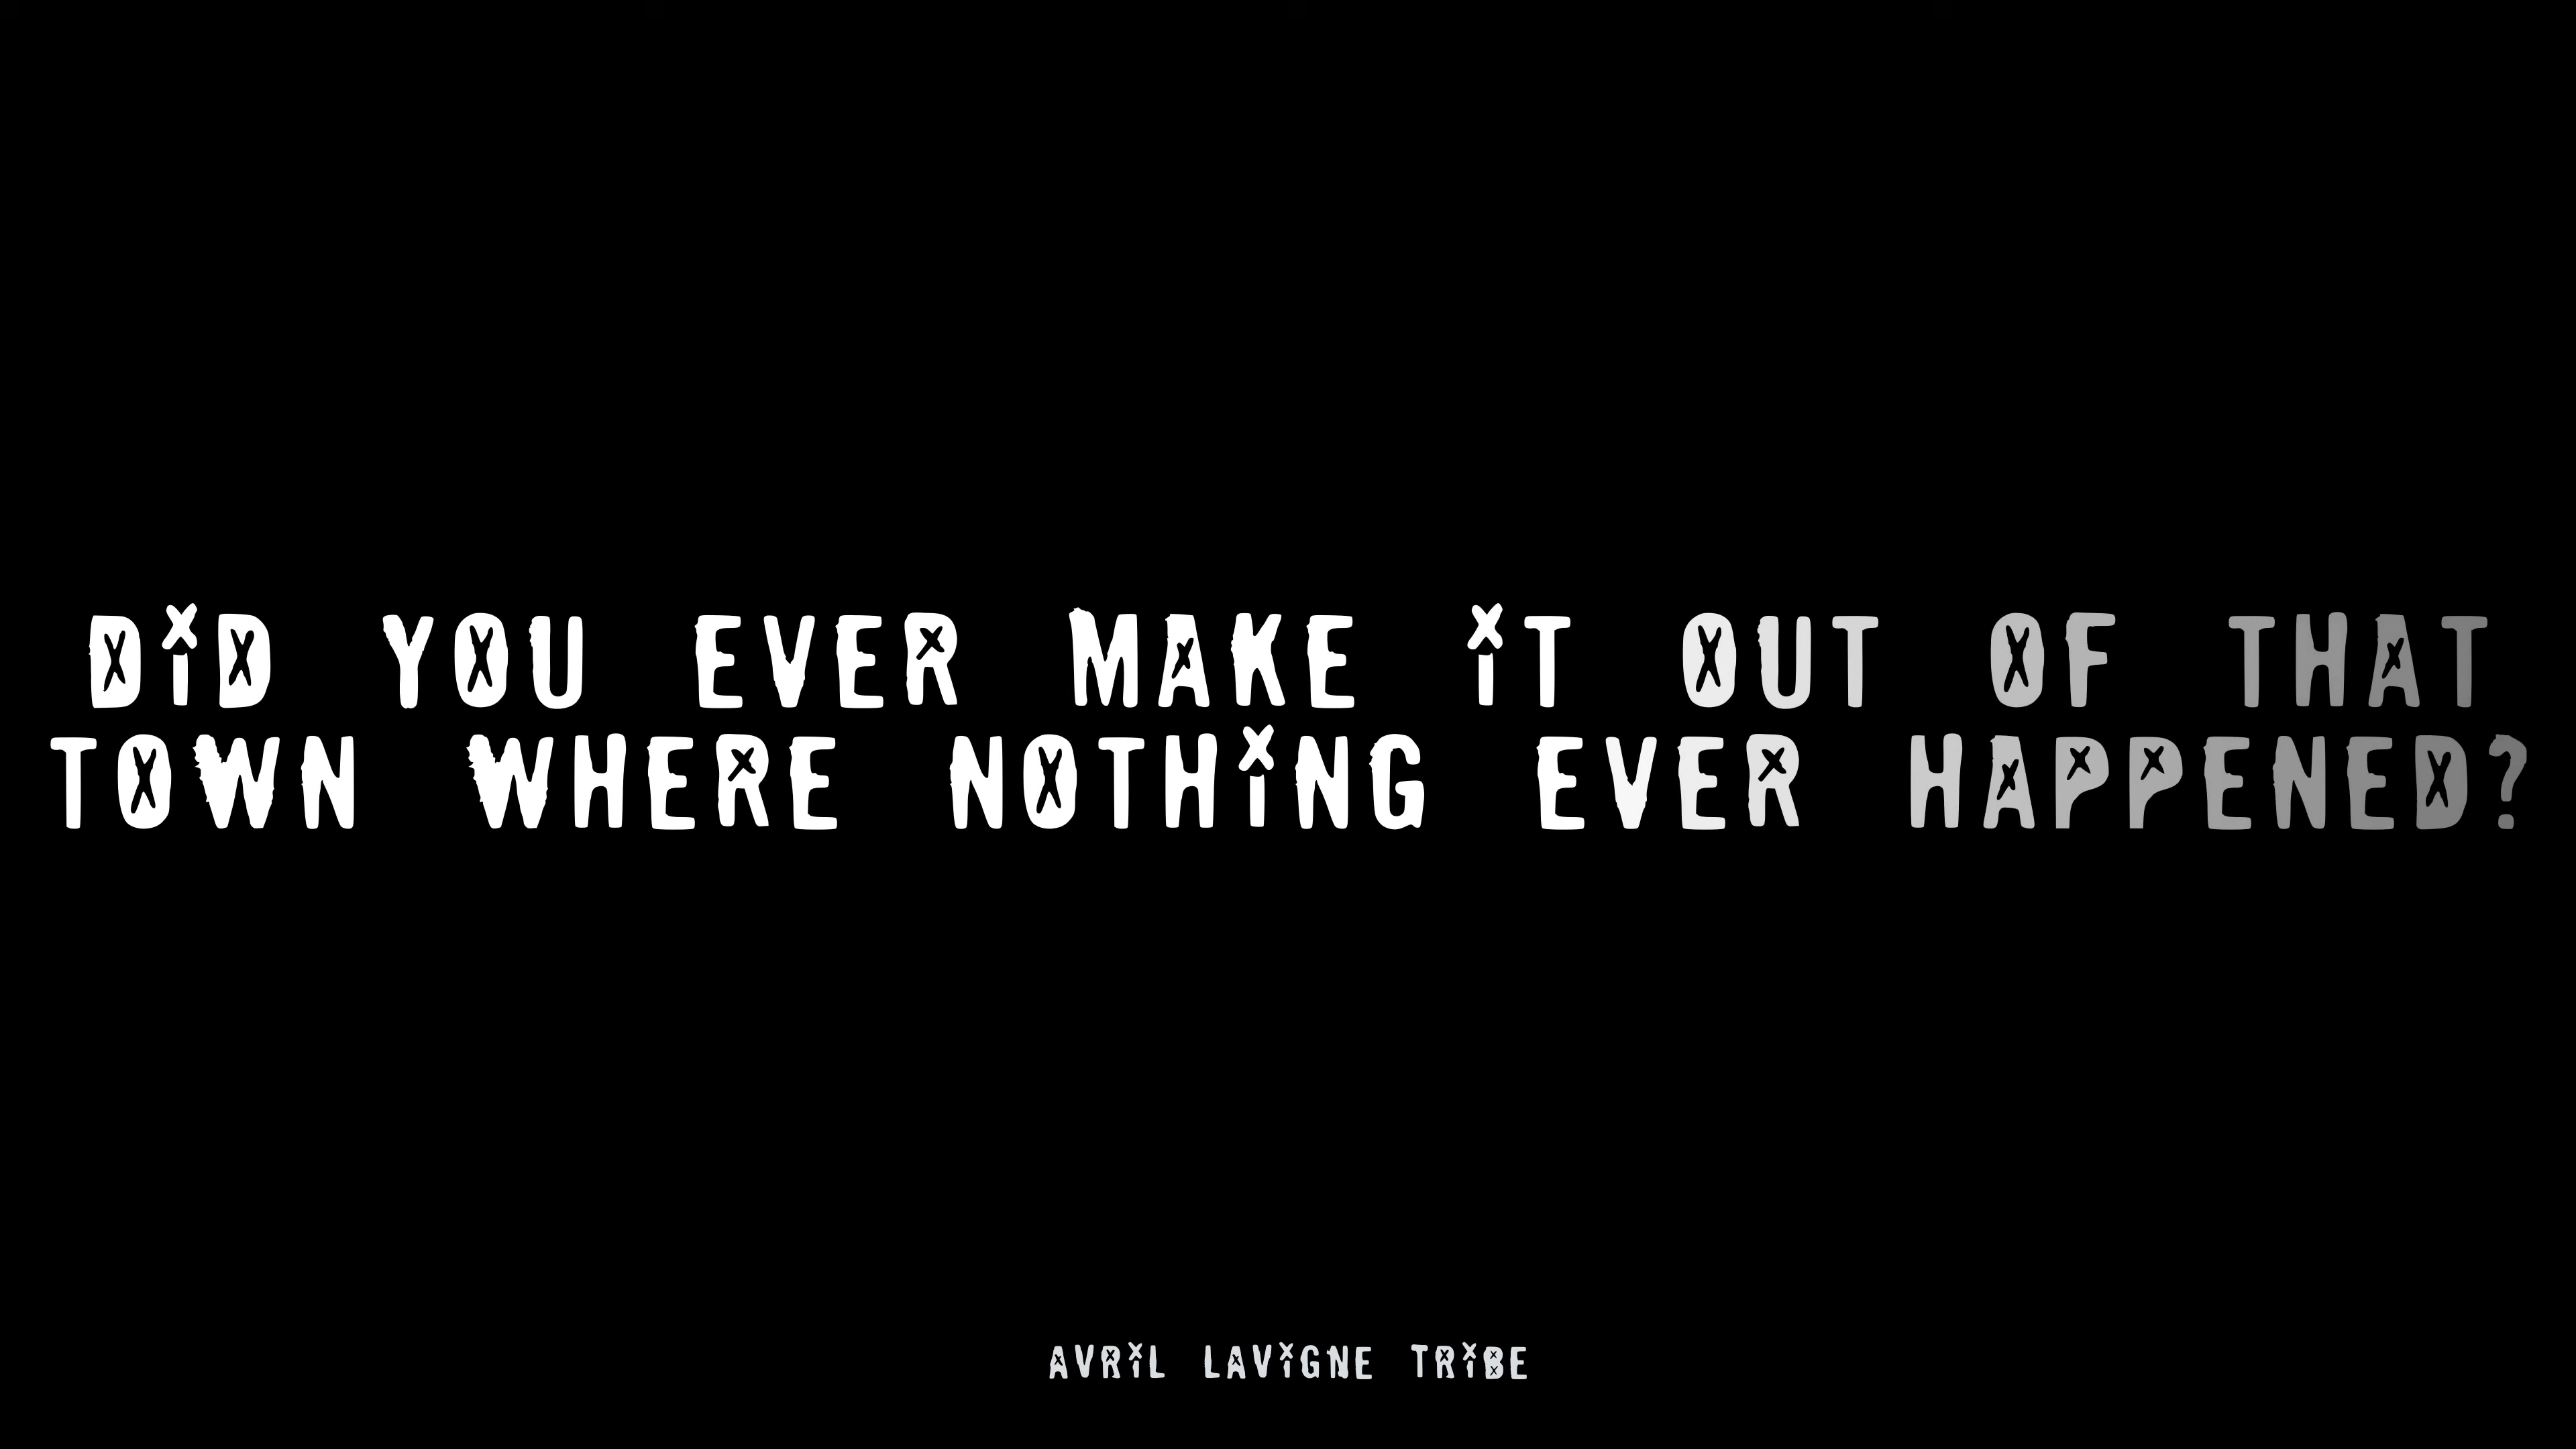 DiD YOU EVER MAKE iT OUT OF THAT
TOWN WHERE NOTHiNG EVER HAPPENED?
AVRiL LAViGNE TRiBE